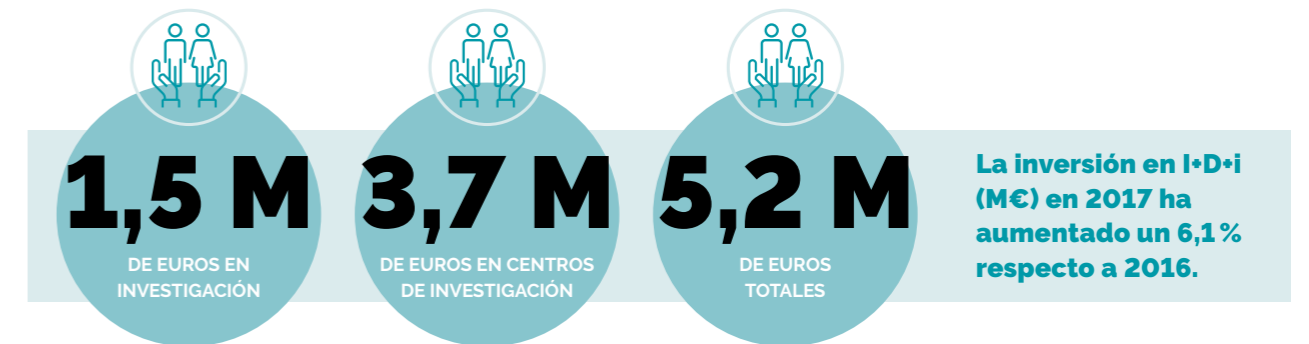 1,5 M
DE EUROS EN
INVESTIGACIÓN
3,7 M
DE EUROS EN CENTROS
DE INVESTIGACIÓN
5,2 M
DE EUROS
TOTALES
La inversión en I+D+i
(M€) en 2017 ha
aumentado un 6,1 %
respecto a 2016.